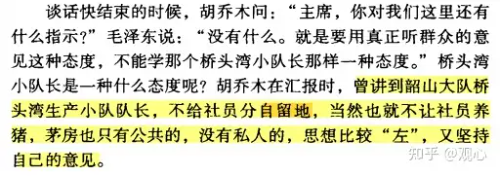 谈话快结束的时候，胡乔木问：“主席，你对我们这里还有
什么指示？”毛泽东说：“没有什么。就是要用真正听群众的意
见这种态度，不能学那个桥头湾小队长那样一种态度。”桥头湾
小队长是一种什么态度呢？胡乔木在汇报时，曾讲到韶山大队桥
头湾生产小队队长，不给社员分自留地，当然也就不让社员养
猪，茅房也只有公共的，没有私人的，思想比较“左”，又坚持
自己的意见。
知乎 @观心